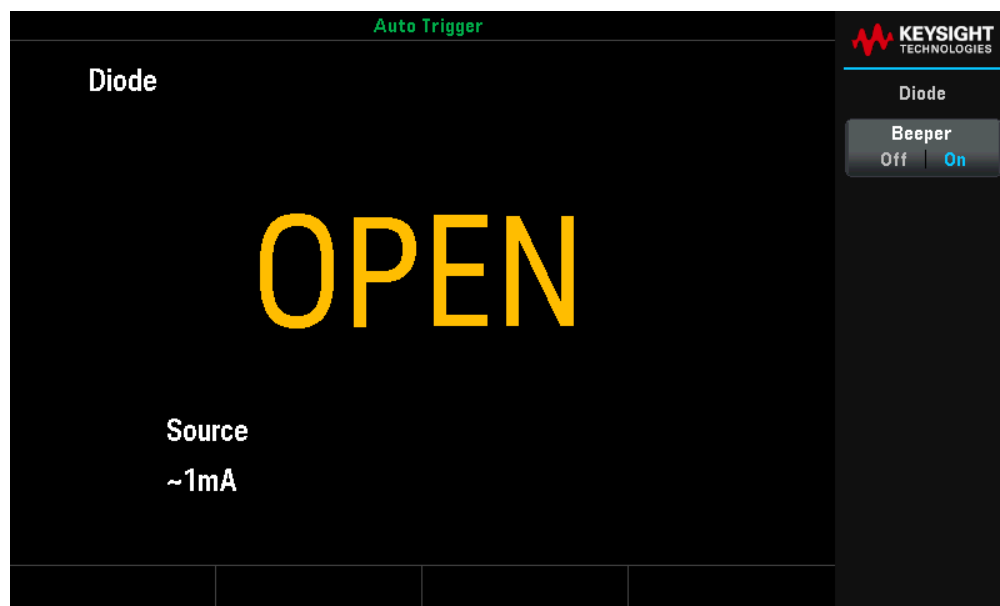 Auto Trigger
KEYSIGHT
TECHNOLOGIES
Diode
Diode
Beeper
Off On
OPEN
Source
~1mA